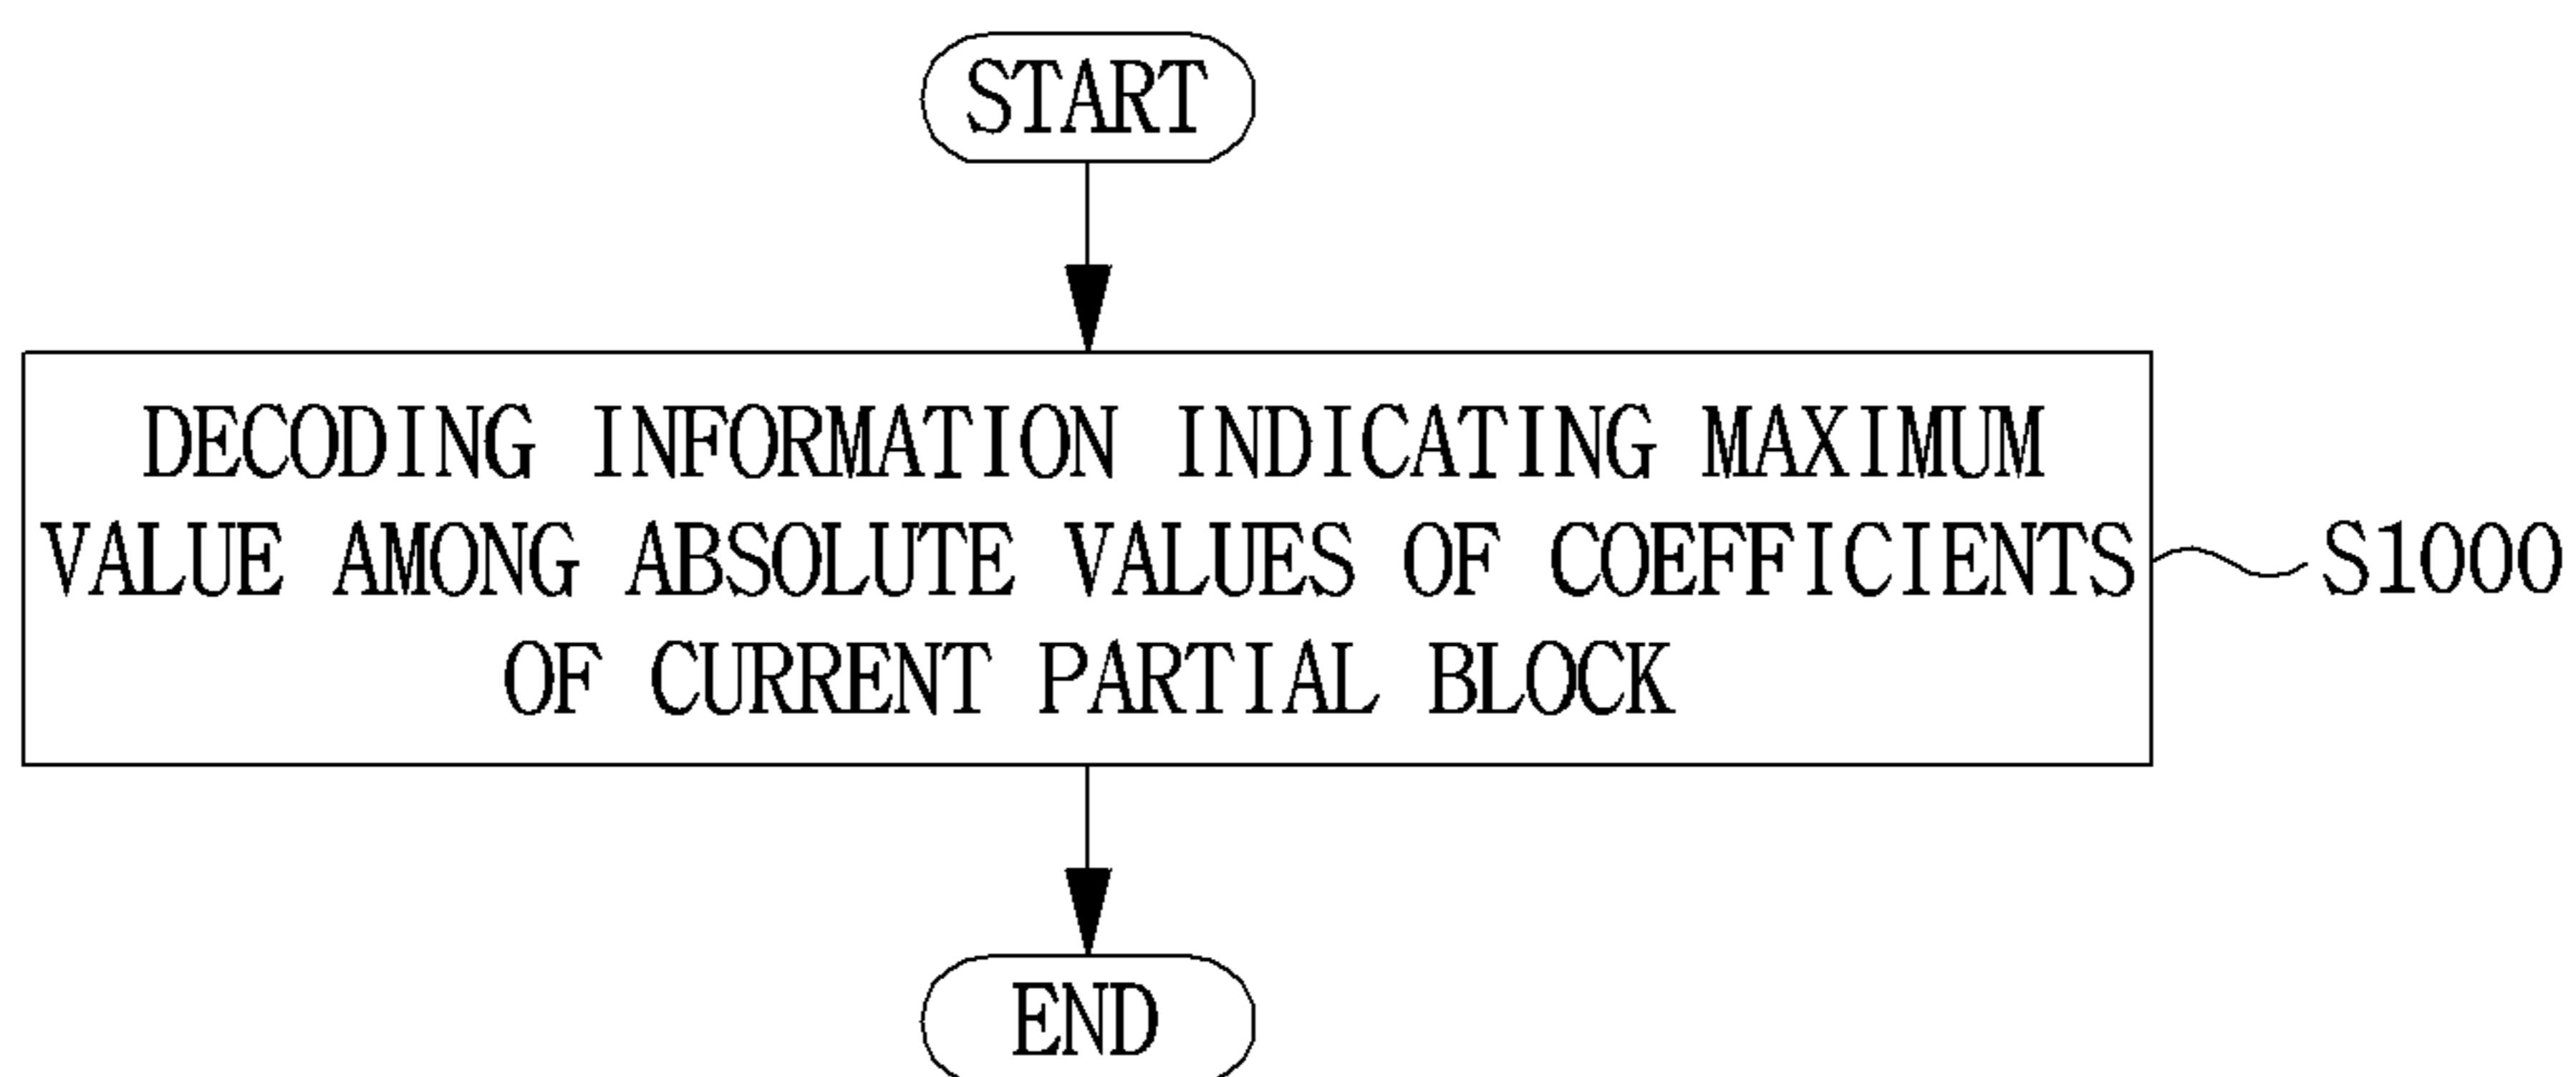 START
DECODING INFORMATION INDICATING MAXIMUM
VALUE AMONG ABSOLUTE VALUES OF COEFFICIENTS
OF CURRENT PARTIAL BLOCK
S1000
END